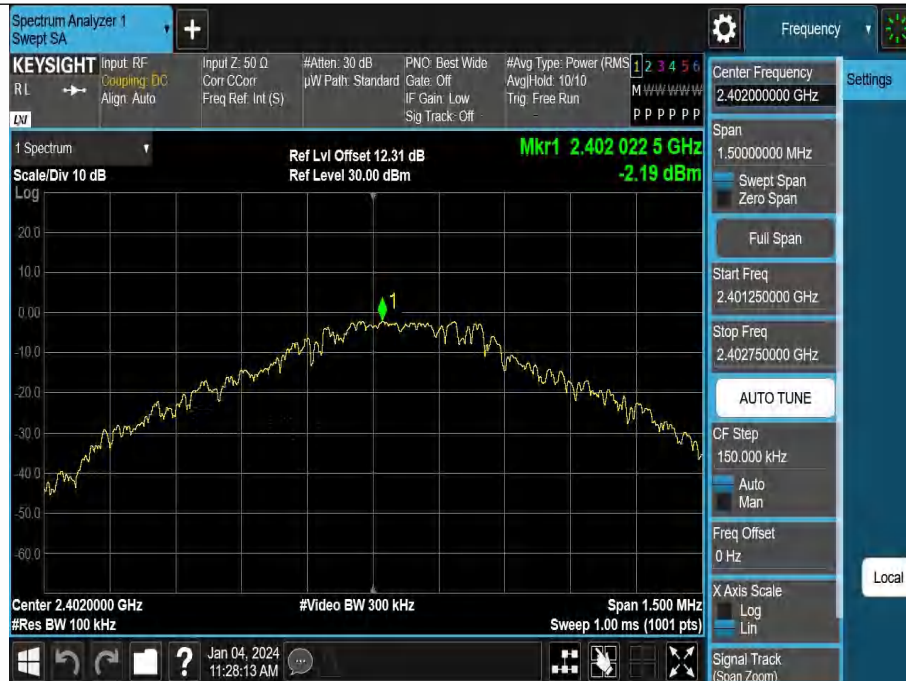 Spectrum Analyzer 1
Swept SA
Frequency
KEYSIGHT
RL
LXI
Input: RF
Coupling: DC
Align: Auto
Input Z: 50 Ω
Corr CCorr
Freq Ref: Int (S)
#Atten: 30 dB
µW Path: Standard
PNO: Best Wide
Gate: Off
IF Gain: Low
Sig Track: Off
#Avg Type: Power (RMS
Avg|Hold: 10/10
Trig: Free Run
1 2 3 4 5 6
M W W W W W
P P P P P P
1 Spectrum
Scale/Div 10 dB
Log
Ref Lvl Offset 12.31 dB
Ref Level 30.00 dBm
Mkr1 2.402 022 5 GHz
-2.19 dBm
20.0
10.0
0.00
-10.0
-20.0
-30.0
-40.0
-50.0
-60.0
1
Center 2.4020000 GHz
#Res BW 100 kHz
#Video BW 300 kHz
Span 1.500 MHz
Sweep 1.00 ms (1001 pts)
Jan 04, 2024
11:28:13 AM
Center Frequency
2.402000000 GHz
Settings
Span
1.50000000 MHz
Swept Span
Zero Span
Full Span
Start Freq
2.401250000 GHz
Stop Freq
2.402750000 GHz
AUTO TUNE
CF Step
150.000 kHz
Auto
Man
Freq Offset
0 Hz
Local
X Axis Scale
Log
Lin
Signal Track
(Span Zoom)